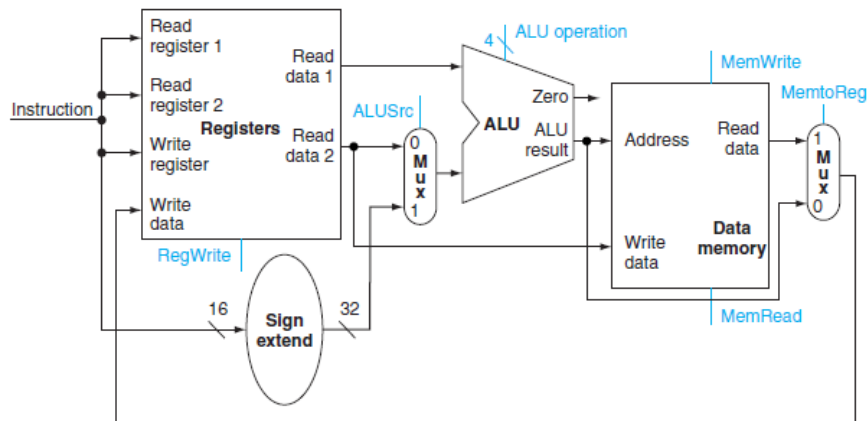 Instruction
Read
register 1
Read
register 2
Write
register
Write
data
Registers
Read
data 1
Read
data 2
RegWrite
16
Sign
extend
32
ALUSrc
0
Mux
1
4
ALU operation
ALU
Zero
ALU
result
MemWrite
Address
Read
data
Write
data
Data
memory
MemRead
MemtoReg
1
Mux
0